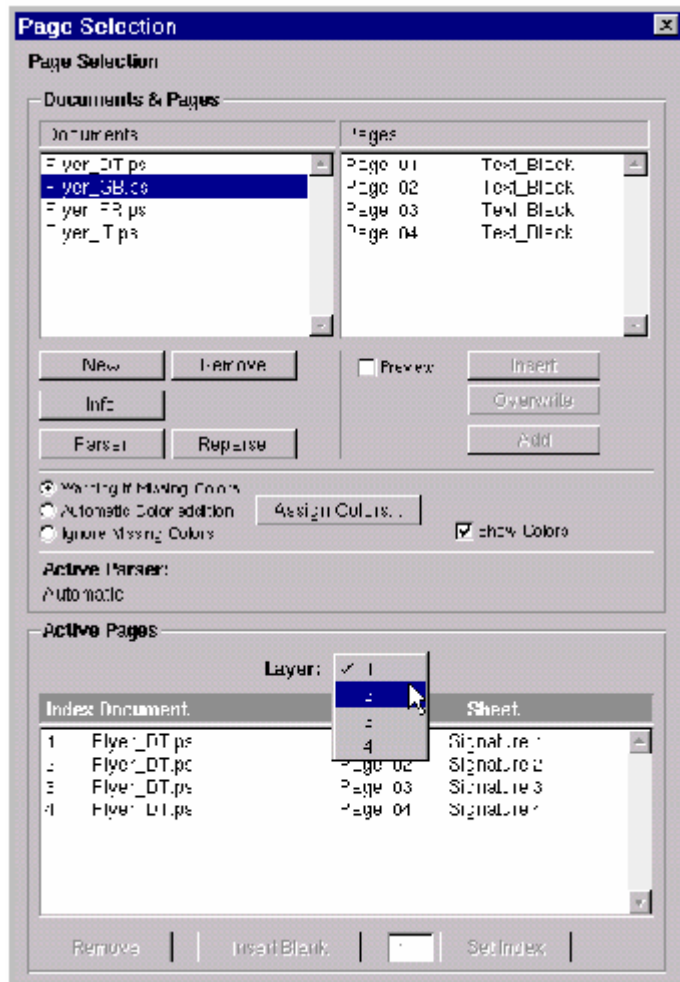 Page Selection
Page Selection
Documents & Pages
Documents Pages
Flyer_DT.ps Page 01 Text_Black
Flyer_GB.ps Page 02 Text_Black
Flyer_FR.ps Page 03 Text_Black
Flyer_IT.ps Page 04 Text_Black
New Remove Preview Insert
Info Overwrite
Parser Reparse Add
Warning if Missing Colors
Automatic Color addition Assign Colors...
Ignore Missing Colors Show Colors
Active Parser:
Automatic
Active Pages
Layer: 1
2
Index Document Sheet
3
1 Flyer_DT.ps Signature 1
4
2 Flyer_DT.ps Page 02 Signature 2
3 Flyer_DT.ps Page 03 Signature 3
4 Flyer_DT.ps Page 04 Signature 4
Remove Insert Blank Set Index